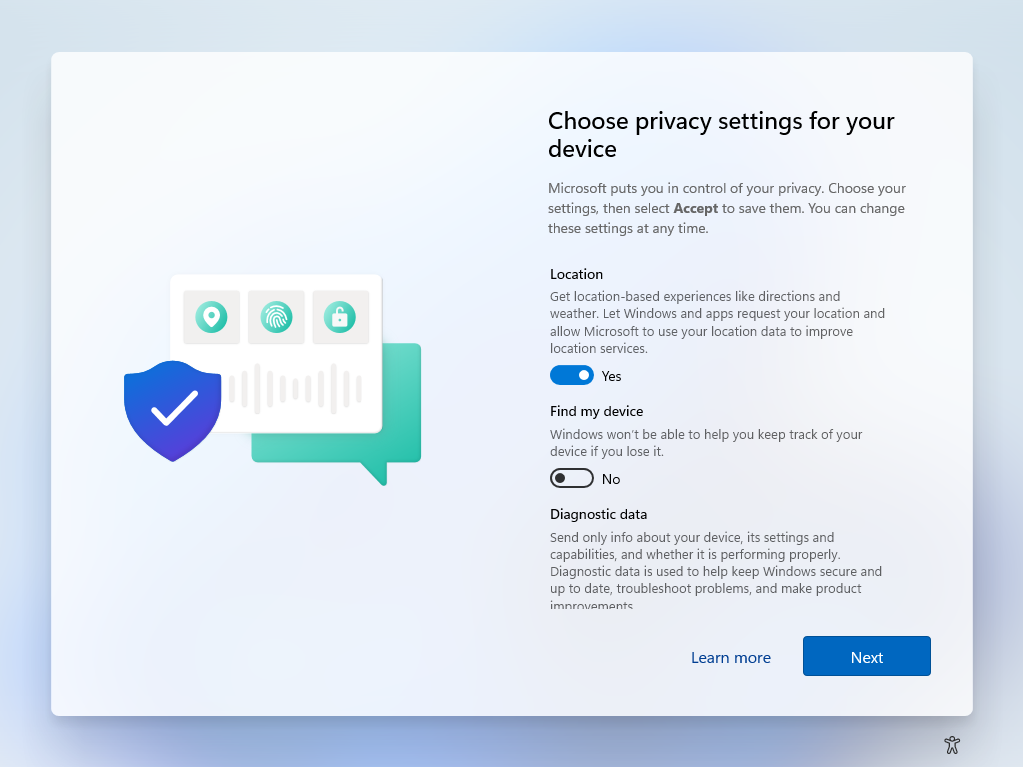 Choose privacy settings for your
device
Microsoft puts you in control of your privacy. Choose your
settings, then select Accept to save them. You can change
these settings at any time.
Location
Get location-based experiences like directions and
weather. Let Windows and apps request your location and
allow Microsoft to use your location data to improve
location services.
Yes
Find my device
Windows won't be able to help you keep track of your
device if you lose it.
No
Diagnostic data
Send only info about your device, its settings and
capabilities, and whether it is performing properly.
Diagnostic data is used to help keep Windows secure and
up to date, troubleshoot problems, and make product
improvements.
Learn more
Next